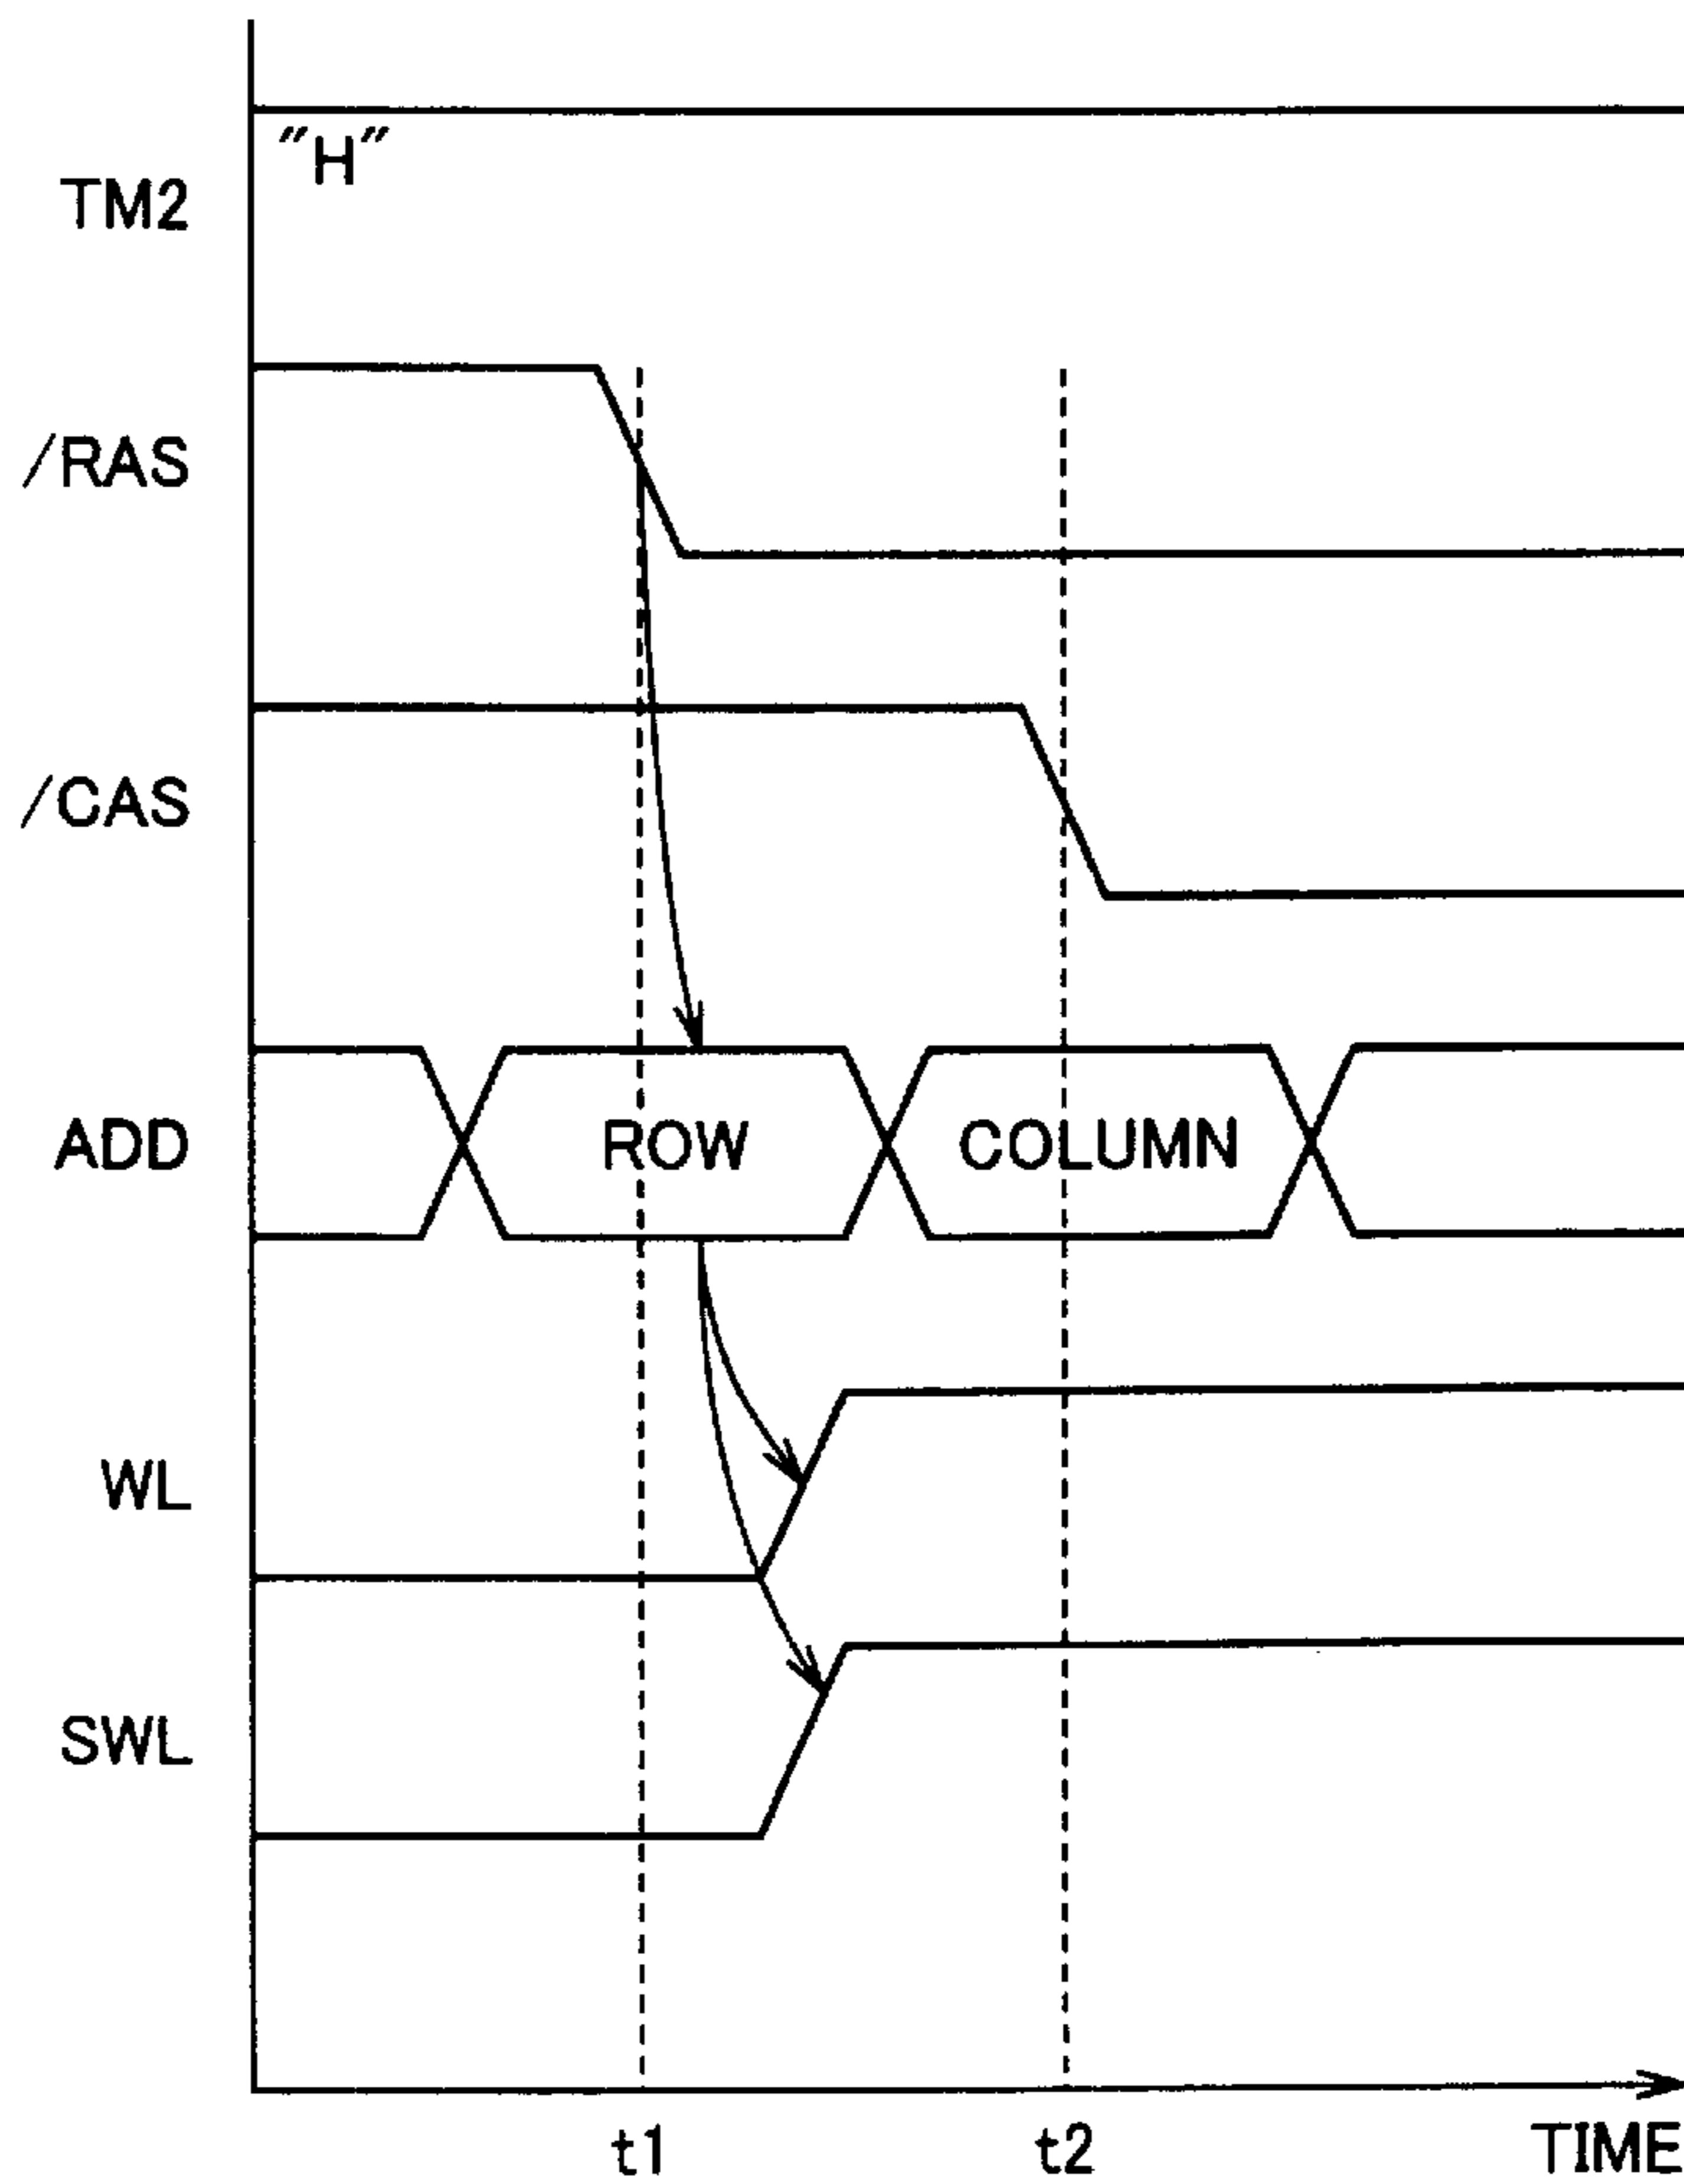 "H"
TM2
/RAS
/CAS
ADD ROW COLUMN
WL
SWL
t1 t2 TIME